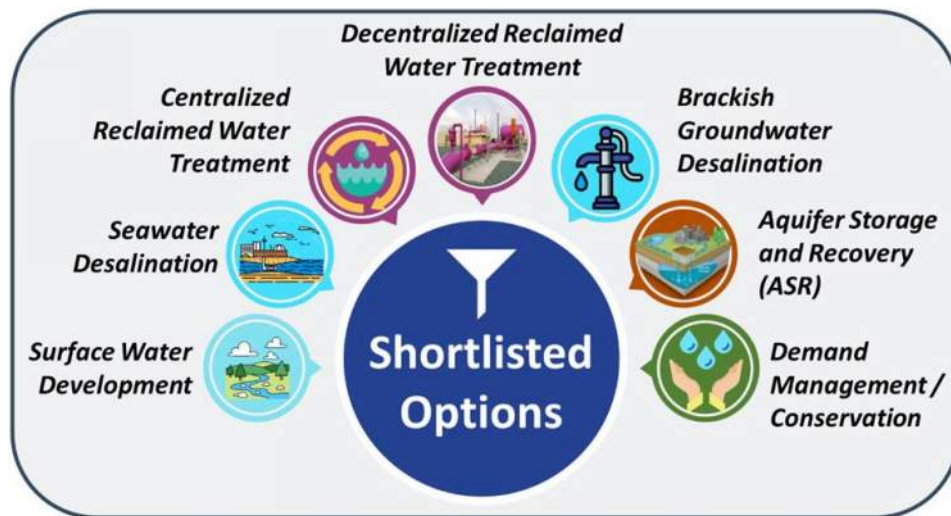 Decentralized Reclaimed
Water Treatment
Centralized
Reclaimed Water
Treatment
Brackish
Groundwater
Desalination
Seawater
Desalination
Aquifer Storage
and Recovery
(ASR)
Surface Water
Development
Demand
Management /
Conservation
Shortlisted
Options